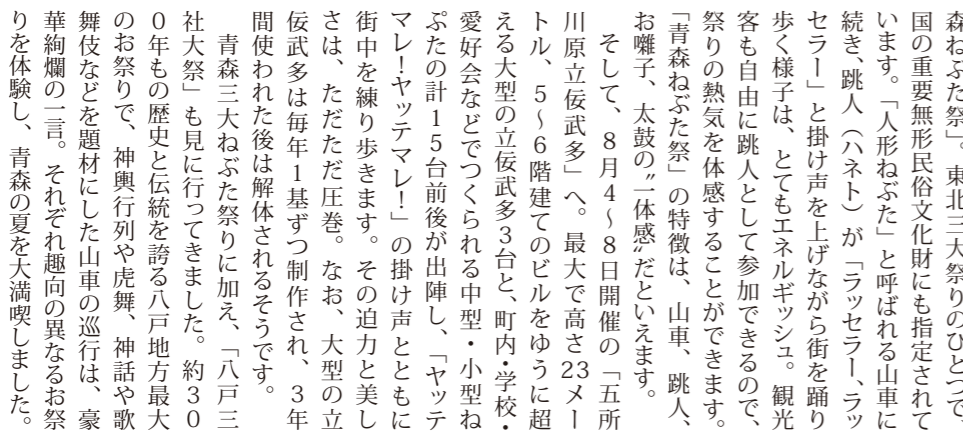 森ねぶた祭」。東北三大祭りのひとつで、
国の重要無形民俗文化財にも指定されて
います。「人形ねぶた」と呼ばれる山車に
続き、跳人（ハネト）が「ラッセラー、ラッ
セラー」と掛け声を上げながら街を踊り
歩く様子は、とてもエネルギッシュ。観光
客も自由に跳人として参加できるので、
祭りの熱気を体感することができます。
「青森ねぶた祭」の特徴は、山車、跳人、
お囃子、太鼓の〝一体感〟だといえます。
　そして、8月4～8日開催の「五所
川原立佞武多」へ。最大で高さ23メー
トル、5～6階建てのビルをゆうに超
える大型の立佞武多3台と、町内・学校・
愛好会などでつくられる中型・小型ね
ぷたの計15台前後が出陣し、「ヤッテ
マレ！ヤッテマレ！」の掛け声とともに
街中を練り歩きます。その迫力と美し
さは、ただただ圧巻。なお、大型の立
佞武多は毎年1基ずつ制作され、3年
間使われた後は解体されるそうです。
　青森三大ねぶた祭りに加え、「八戸三
社大祭」も見に行ってきました。約30
0年もの歴史と伝統を誇る八戸地方最大
のお祭りで、神輿行列や虎舞、神話や歌
舞伎などを題材にした山車の巡行は、豪
華絢爛の一言。それぞれ趣向の異なるお祭
りを体験し、青森の夏を大満喫しました。